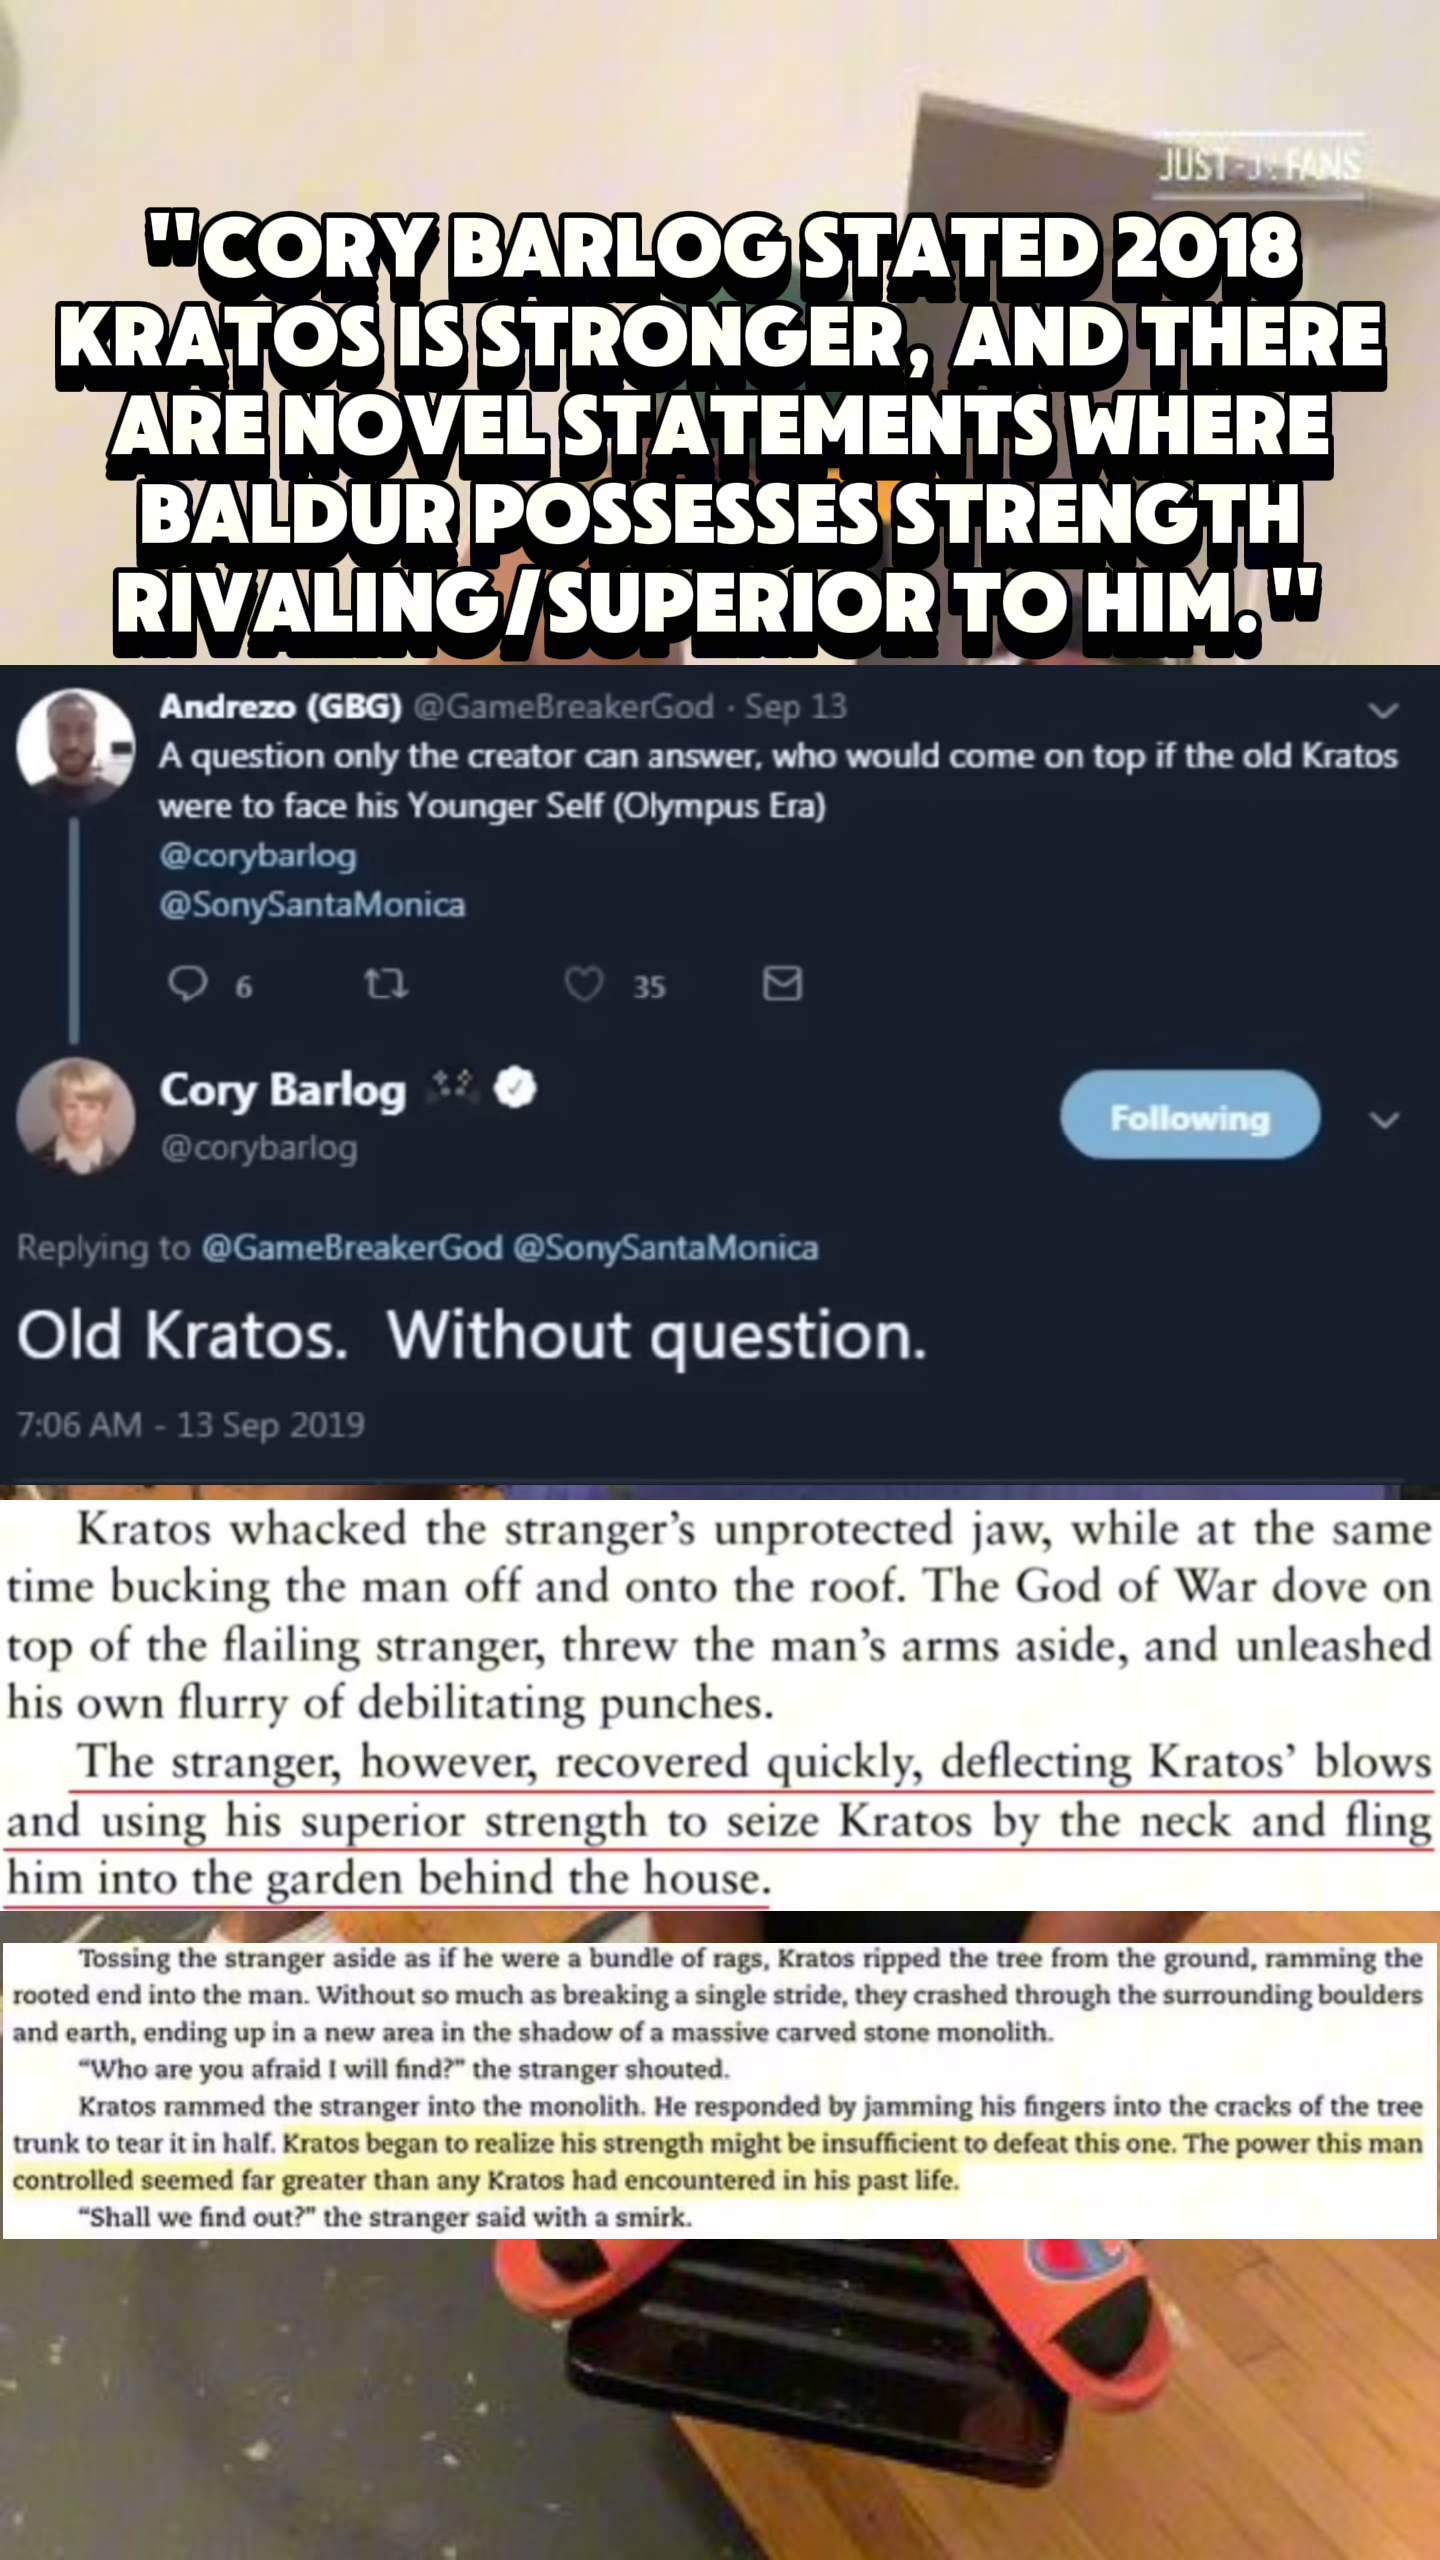 JUST FANS
"CORY BARLOG STATED 2018
KRATOS IS STRONGER, AND THERE
ARE NOVEL STATEMENTS WHERE
BALDUR POSSESSES STRENGTH
RIVALING/SUPERIOR TO HIM."
Andrezo (GBG) @GameBreakerGod · Sep 13
A question only the creator can answer, who would come on top if the old Kratos
were to face his Younger Self (Olympus Era)
@corybarlog
@SonySantaMonica
6 35
Cory Barlog
Following
@corybarlog
Replying to @GameBreakerGod @SonySantaMonica
Old Kratos. Without question.
7:06 AM - 13 Sep 2019
Kratos whacked the stranger's unprotected jaw, while at the same
time bucking the man off and onto the roof. The God of War dove on
top of the flailing stranger, threw the man's arms aside, and unleashed
his own flurry of debilitating punches.
The stranger, however, recovered quickly, deflecting Kratos' blows
and using his superior strength to seize Kratos by the neck and fling
him into the garden behind the house.
Tossing the stranger aside as if he were a bundle of rags, Kratos ripped the tree from the ground, ramming the
rooted end into the man. Without so much as breaking a single stride, they crashed through the surrounding boulders
and earth, ending up in a new area in the shadow of a massive carved stone monolith.
“Who are you afraid I will find?” the stranger shouted.
Kratos rammed the stranger into the monolith. He responded by jamming his fingers into the cracks of the tree
trunk to tear it in half. Kratos began to realize his strength might be insufficient to defeat this one. The power this man
controlled seemed far greater than any Kratos had encountered in his past life.
“Shall we find out?” the stranger said with a smirk.